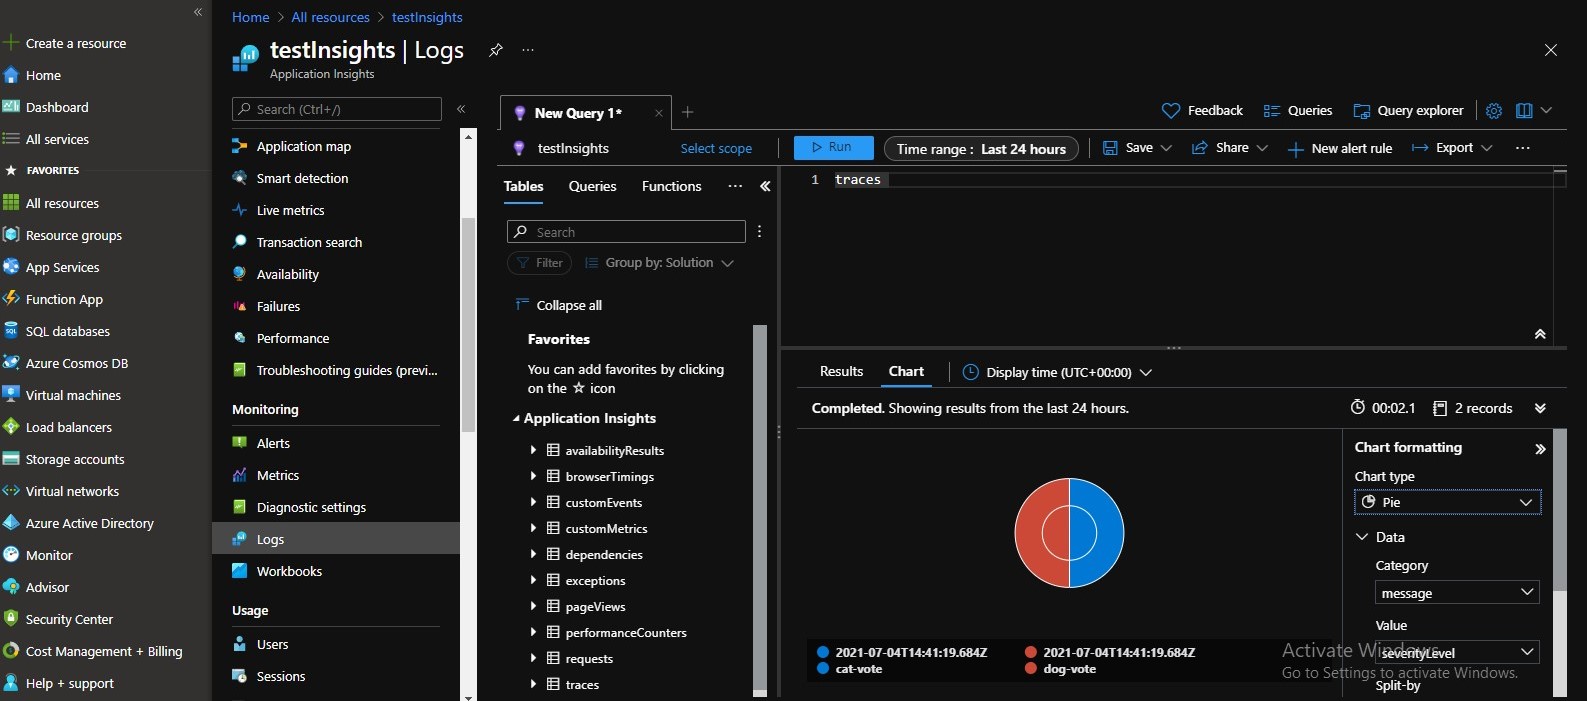 Home > All resources > testInsights
Create a resource
Home
Dashboard
All services
FAVORITES
All resources
Resource groups
App Services
Function App
SQL databases
Azure Cosmos DB
Virtual machines
Load balancers
Storage accounts
Virtual networks
Azure Active Directory
Monitor
Advisor
Security Center
Cost Management + Billing
Help + support
testInsights | Logs
Application Insights
Search (Ctrl+/)
Application map
Smart detection
Live metrics
Transaction search
Availability
Failures
Performance
Troubleshooting guides (previ...
Monitoring
Alerts
Metrics
Diagnostic settings
Logs
Workbooks
Usage
Users
Sessions
New Query 1*
Feedback
Queries
Query explorer
testInsights
Select scope
Run
Time range : Last 24 hours
Save
Share
New alert rule
Export
Tables
Queries
Functions
Search
Filter
Group by: Solution
Collapse all
Favorites
You can add favorites by clicking
on the ☆ icon
Application Insights
availabilityResults
browserTimings
customEvents
customMetrics
dependencies
exceptions
pageViews
performanceCounters
requests
traces
1 traces
Results
Chart
Display time (UTC+00:00)
Completed. Showing results from the last 24 hours.
00:02.1
2 records
2021-07-04T14:41:19.684Z
cat-vote
2021-07-04T14:41:19.684Z
dog-vote
Chart formatting
Chart type
Pie
Data
Category
message
Value
severityLevel
Split-by
Activate Windows
Go to Settings to activate Windows.